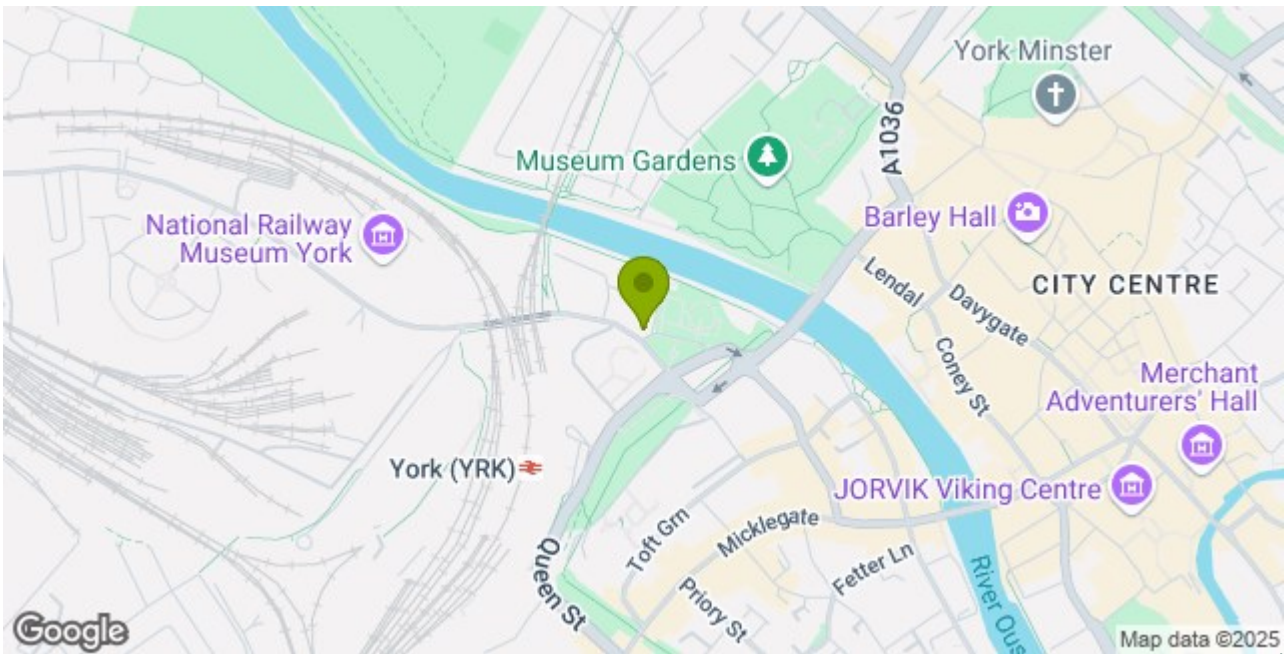 York Minster
A1036
Museum Gardens
Barley Hall
National Railway
Museum York
Lendal
Davygate
CITY CENTRE
Coney St
Merchant
Adventurers' Hall
York (YRK)
JORVIK Viking Centre
Toft Grn
Micklegate
Fetter Ln
Queen St
Priory St
River Ous
Google
Map data ©2025